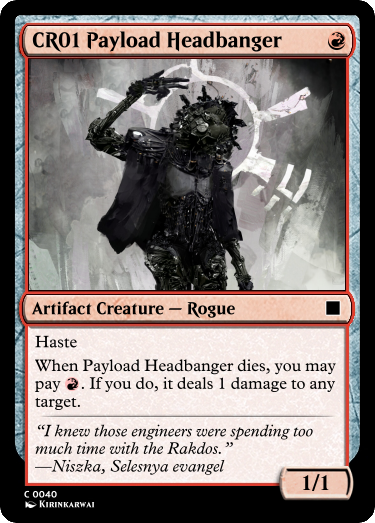 CR01 Payload Headbanger
Artifact Creature — Rogue
Haste
When Payload Headbanger dies, you may
pay . If you do, it deals 1 damage to any
target.
“I knew those engineers were spending too
much time with the Rakdos.”
—Niszka, Selesnya evangel
1/1
C 0040
Kirinkarwai